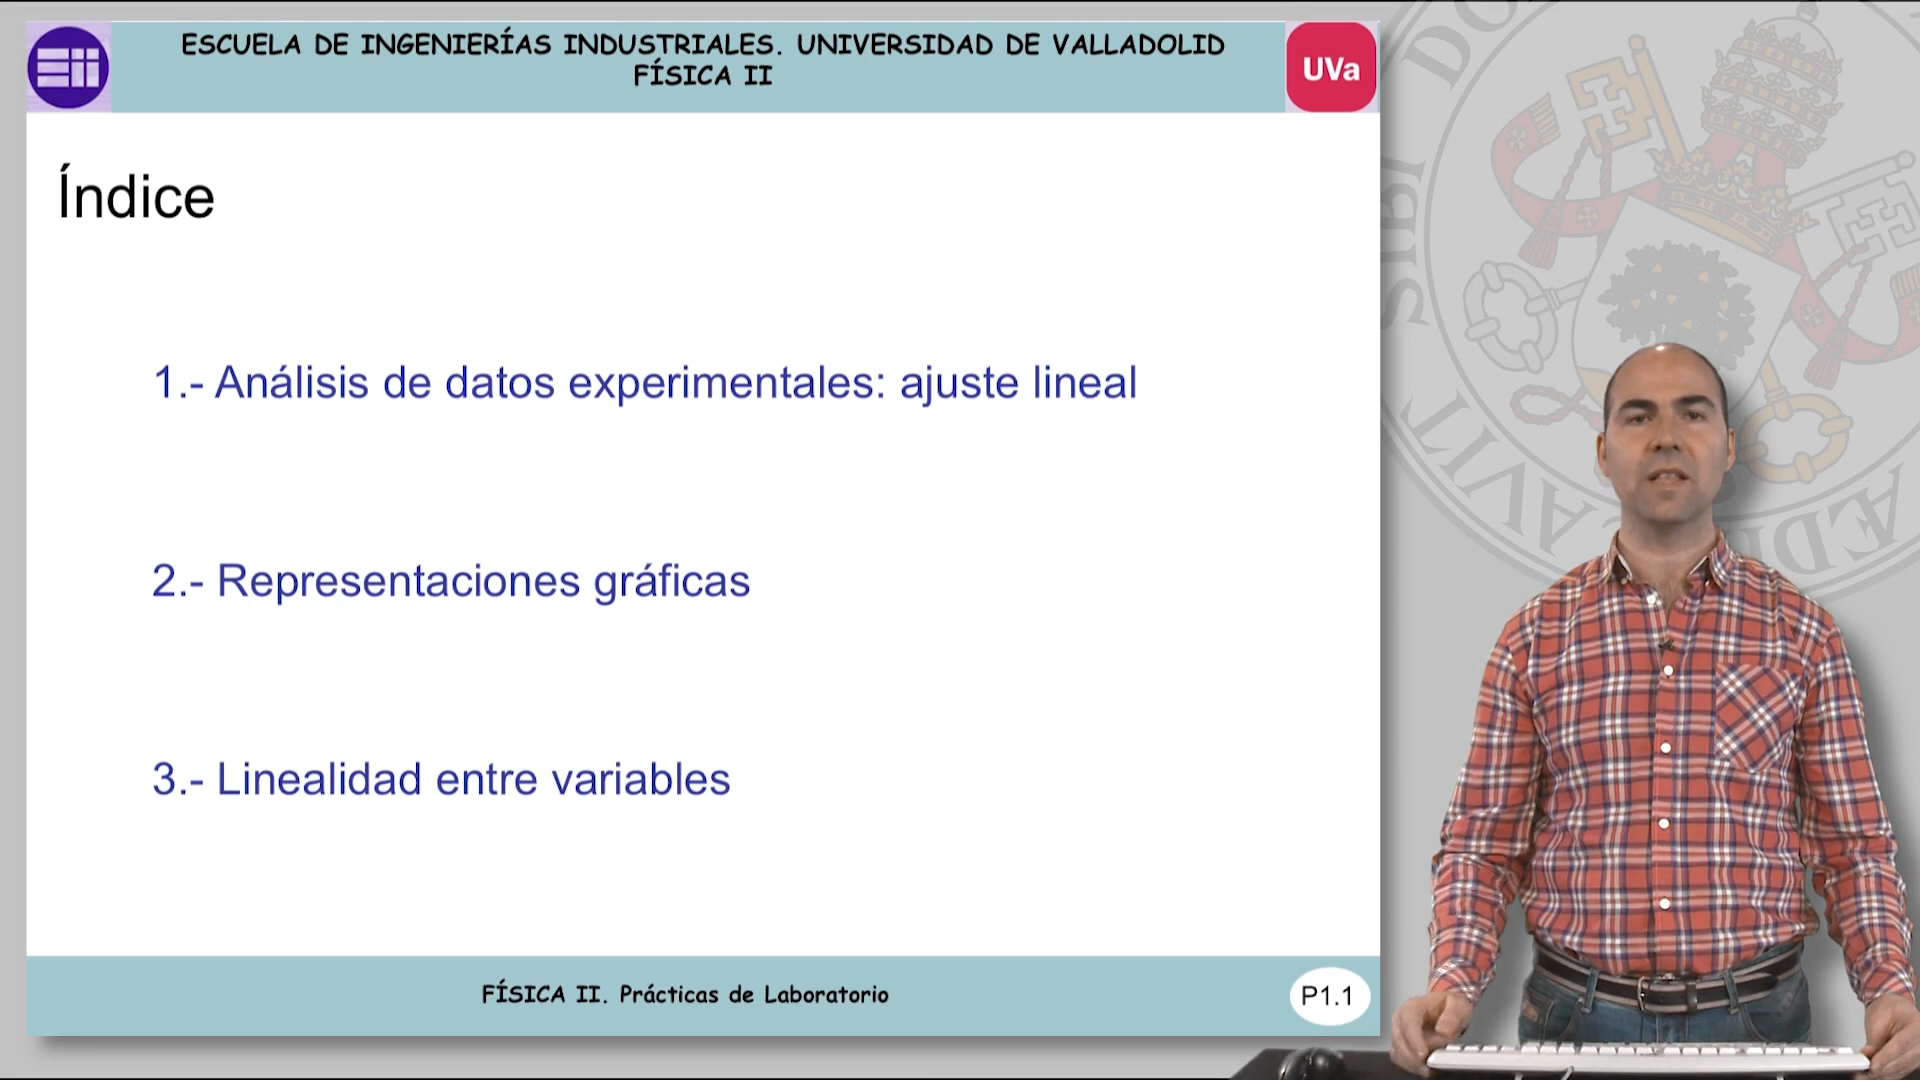 ESCUELA DE INGENIERÍAS INDUSTRIALES. UNIVERSIDAD DE VALLADOLID
FÍSICA II
UVa
Índice
1.- Análisis de datos experimentales: ajuste lineal
2.- Representaciones gráficas
3.- Linealidad entre variables
FÍSICA II. Prácticas de Laboratorio
P1.1